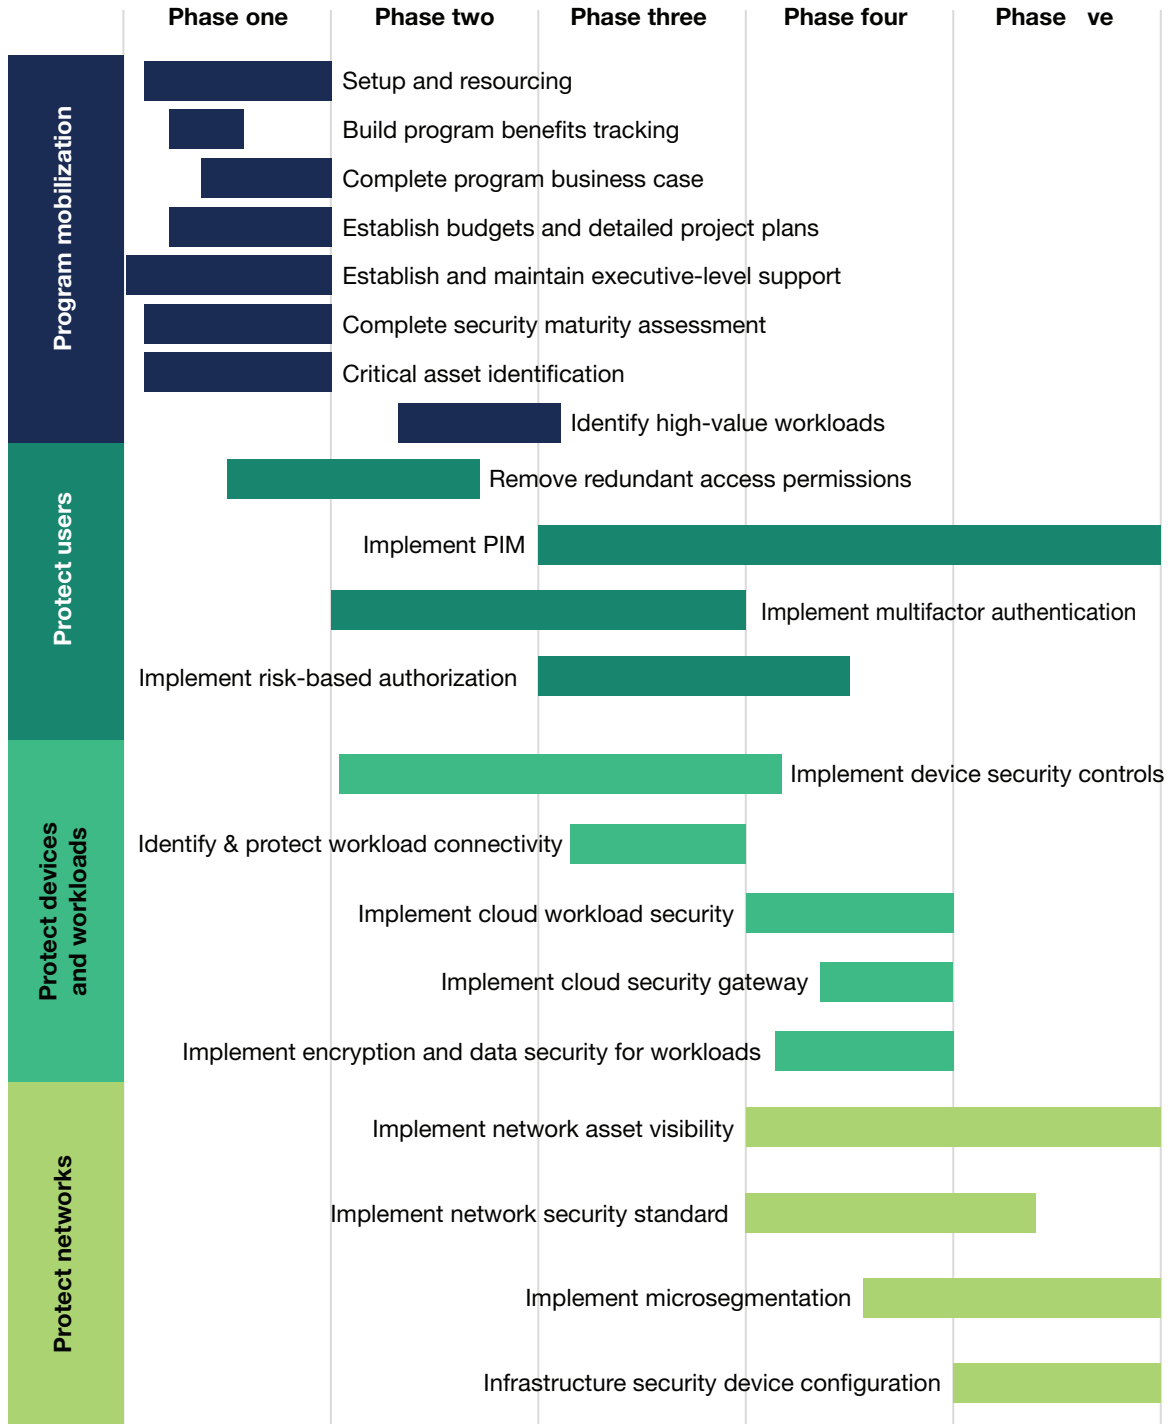 Phase one Phase two Phase three Phase four Phase ve
Program mobilization
Setup and resourcing
Build program benefits tracking
Complete program business case
Establish budgets and detailed project plans
Establish and maintain executive-level support
Complete security maturity assessment
Critical asset identification
Identify high-value workloads
Protect users
Remove redundant access permissions
Implement PIM
Implement multifactor authentication
Implement risk-based authorization
Protect devices
and workloads
Implement device security controls
Identify & protect workload connectivity
Implement cloud workload security
Implement cloud security gateway
Implement encryption and data security for workloads
Protect networks
Implement network asset visibility
Implement network security standard
Implement microsegmentation
Infrastructure security device configuration